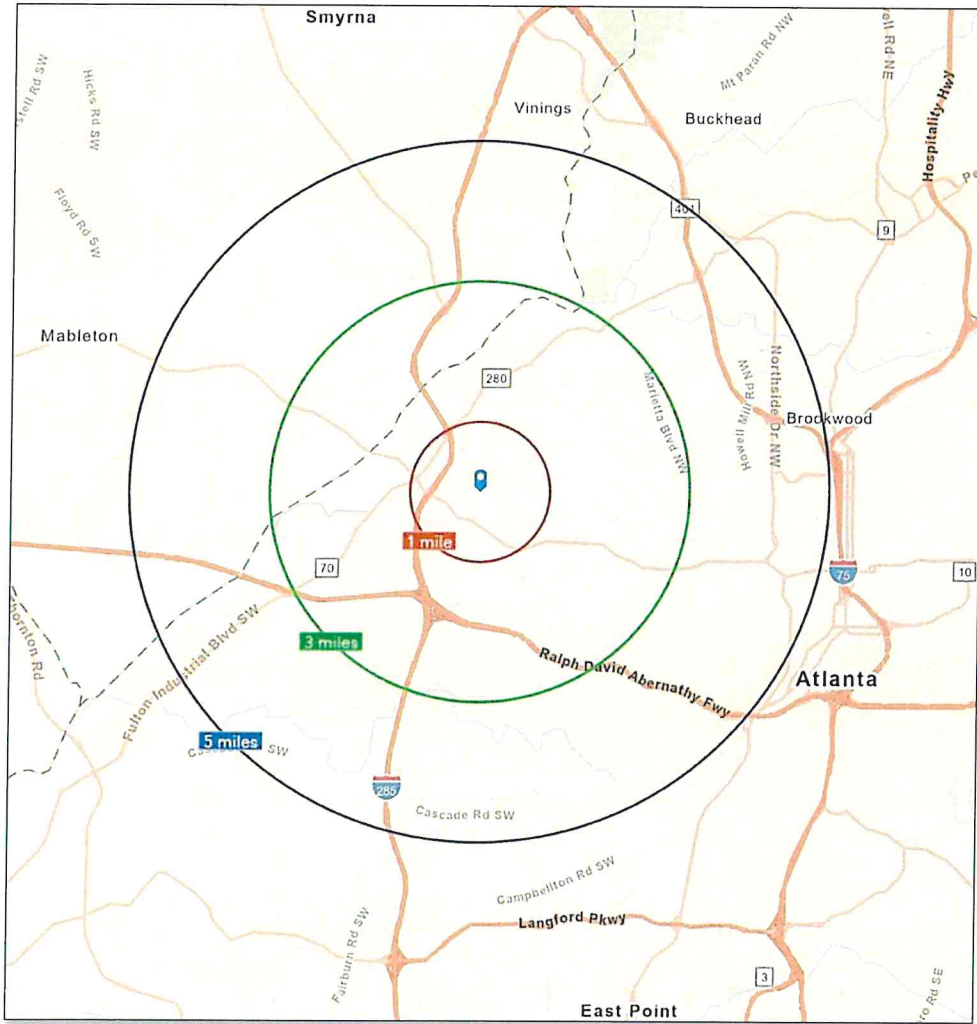 Smyrna
Mt Paran Rd NW
Hicks Rd SW
Vinings
Buckhead
Hospitality Hwy
Floyd Rd SW
401
9
Mableton
280
Marietta Blvd NW
Howell Mill Rd NW
Northside Dr NW
Brookwood
1 mile
70
75
10
Thornton Rd
3 miles
Fulton Industrial Blvd SW
Ralph David Abernathy Fwy
Atlanta
5 miles
SW
285
Cascade Rd SW
Campbellton Rd SW
Langford Pkwy
Fairburn Rd SW
3
East Point